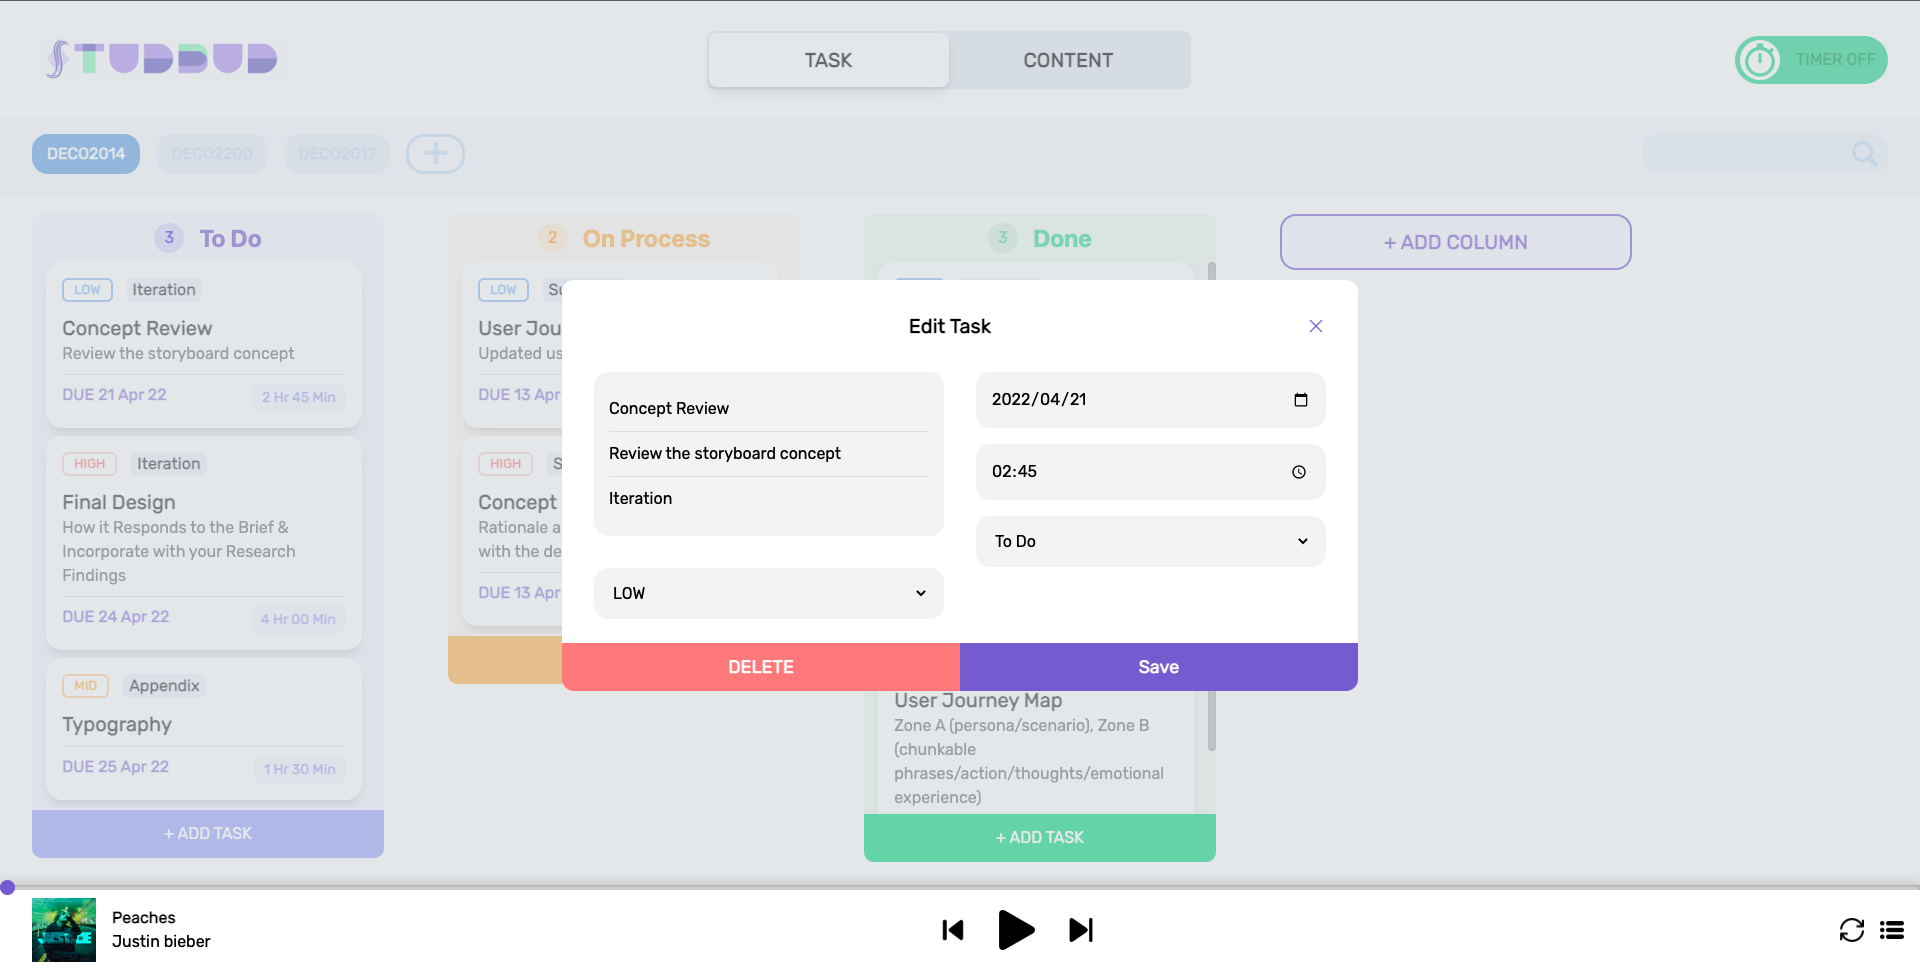 STUDBUD
TASK
CONTENT
TIMER OFF
DECO2014
DECO2200
DECO2017
3 To Do
LOW Iteration
Concept Review
Review the storyboard concept
DUE 21 Apr 22 2 Hr 45 Min
HIGH Iteration
Final Design
How it Responds to the Brief &
Incorporate with your Research
Findings
DUE 24 Apr 22 4 Hr 00 Min
MID Appendix
Typography
DUE 25 Apr 22 1 Hr 30 Min
+ ADD TASK
2 On Process
LOW
User Jou
Updated us
DUE 13 Apr
HIGH
Concept
Rationale a
with the de
DUE 13 Apr
3 Done
User Journey Map
Zone A (persona/scenario), Zone B
(chunkable
phrases/action/thoughts/emotional
experience)
+ ADD TASK
+ ADD COLUMN
Edit Task
Concept Review
Review the storyboard concept
Iteration
LOW
2022/04/21
02:45
To Do
DELETE
Save
Peaches
Justin bieber